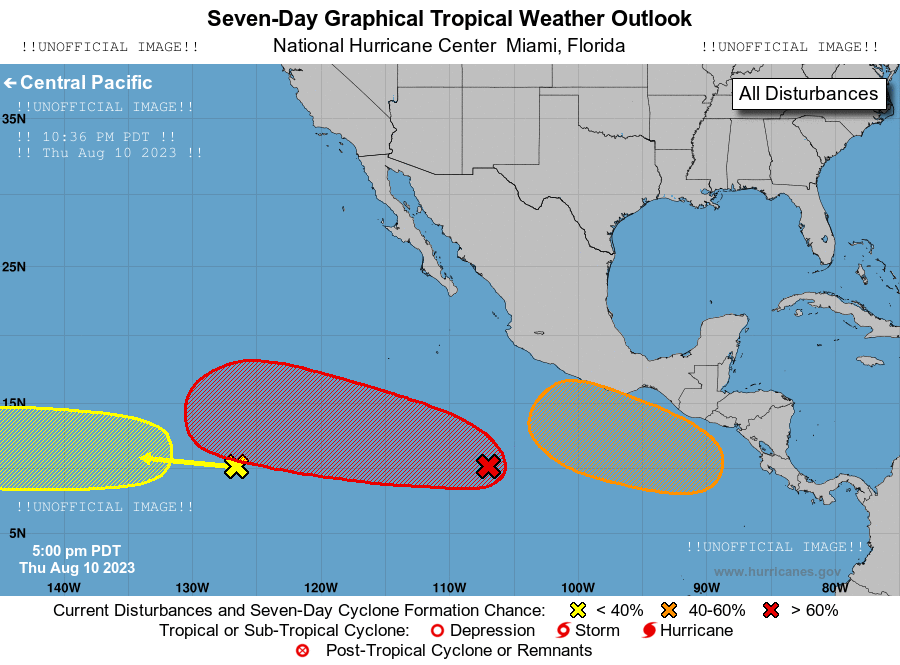 Seven-Day Graphical Tropical Weather Outlook
!!UNOFFICIAL IMAGE!! National Hurricane Center Miami, Florida !!UNOFFICIAL IMAGE!!
← Central Pacific
All Disturbances
!!UNOFFICIAL IMAGE!!
35N
!! 10:36 PM PDT !!
!! Thu Aug 10 2023 !!
25N
15N
!!UNOFFICIAL IMAGE!!
5N
!!UNOFFICIAL IMAGE!!
5:00 pm PDT
Thu Aug 10 2023
www.hurricanes.gov
140W 130W 120W 110W 100W 90W 80W
Current Disturbances and Seven-Day Cyclone Formation Chance: < 40% 40-60% > 60%
Tropical or Sub-Tropical Cyclone: Depression Storm Hurricane
Post-Tropical Cyclone or Remnants